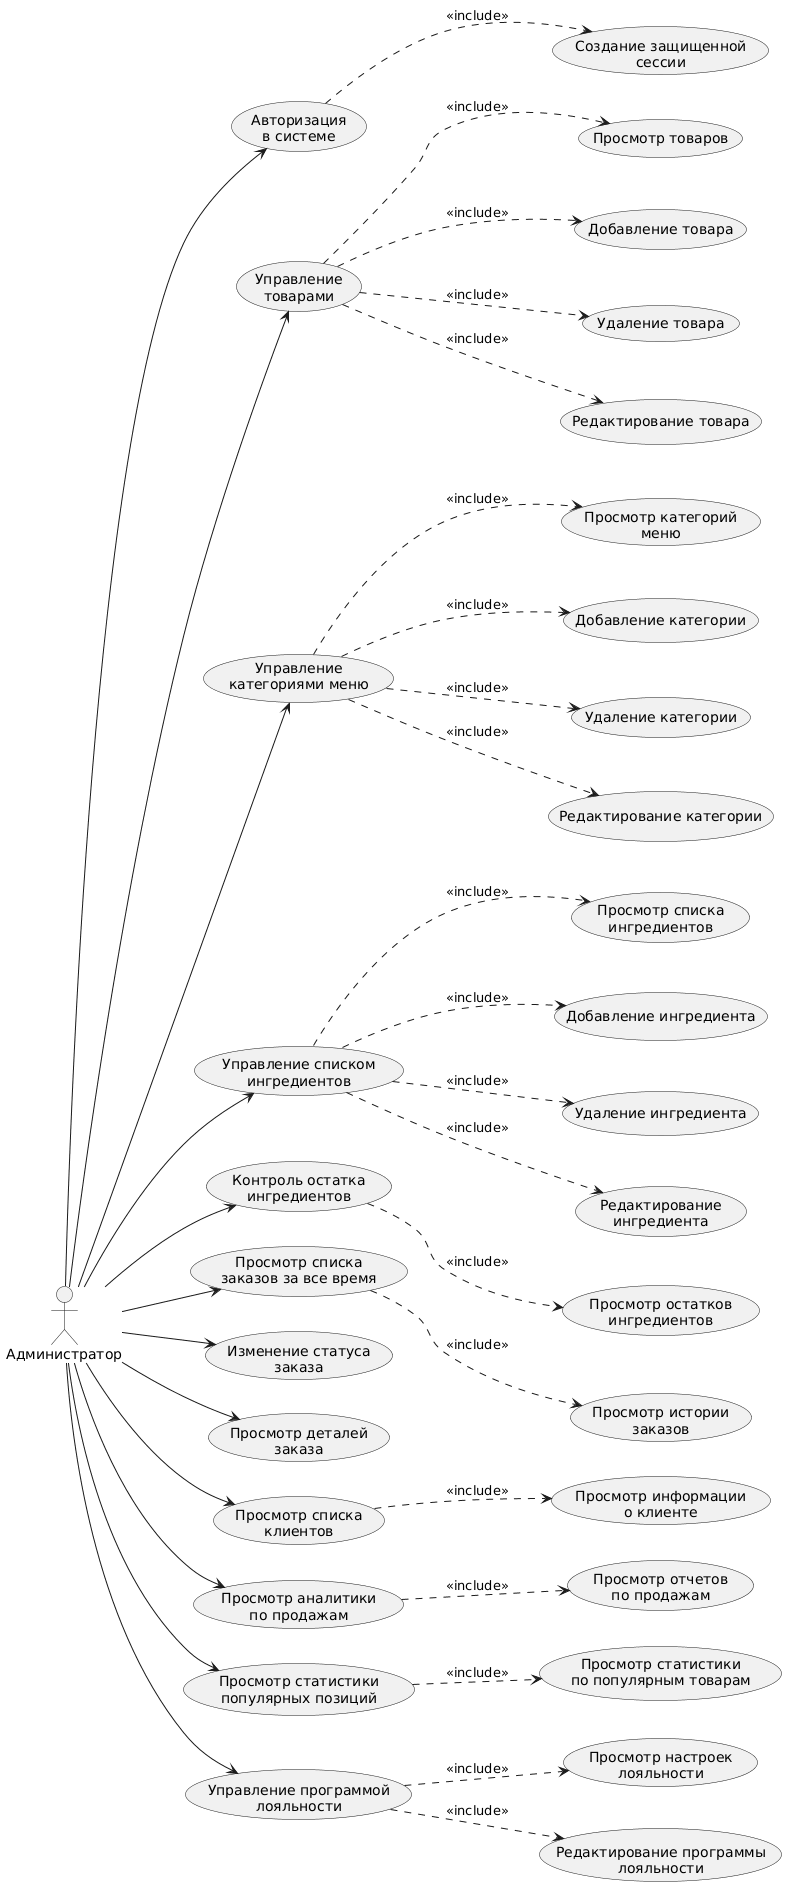 «include»
Создание защищенной
сессии
Авторизация
в системе
«include»
Просмотр товаров
«include»
Добавление товара
Управление
товарами
«include»
Удаление товара
«include»
Редактирование товара
«include»
Просмотр категорий
меню
«include»
Добавление категории
Управление
категориями меню
«include»
Удаление категории
«include»
Редактирование категории
«include»
Просмотр списка
ингредиентов
«include»
Добавление ингредиента
Управление списком
ингредиентов
«include»
Удаление ингредиента
«include»
Редактирование
ингредиента
Контроль остатка
ингредиентов
«include»
Просмотр остатков
ингредиентов
Просмотр списка
заказов за все время
«include»
Просмотр истории
заказов
Администратор
Изменение статуса
заказа
Просмотр деталей
заказа
Просмотр списка
клиентов
«include»
Просмотр информации
о клиенте
Просмотр аналитики
по продажам
«include»
Просмотр отчетов
по продажам
Просмотр статистики
популярных позиций
«include»
Просмотр статистики
по популярным товарам
Управление программой
лояльности
«include»
Просмотр настроек
лояльности
«include»
Редактирование программы
лояльности